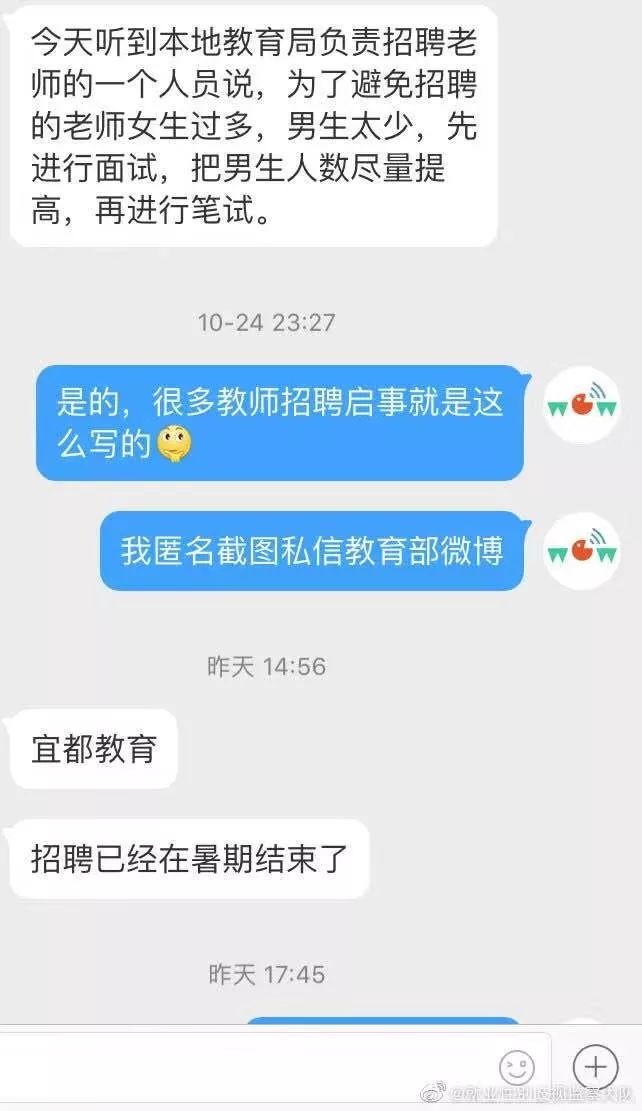 今天听到本地教育局负责招聘老
师的一个人员说，为了避免招聘
的老师女生过多，男生太少，先
进行面试，把男生人数尽量提
高，再进行笔试。
10-24 23:27
是的，很多教师招聘启事就是这
么写的
我匿名截图私信教育部微博
昨天 14:56
宜都教育
招聘已经在暑期结束了
昨天 17:45
@就业性别歧视监察大队